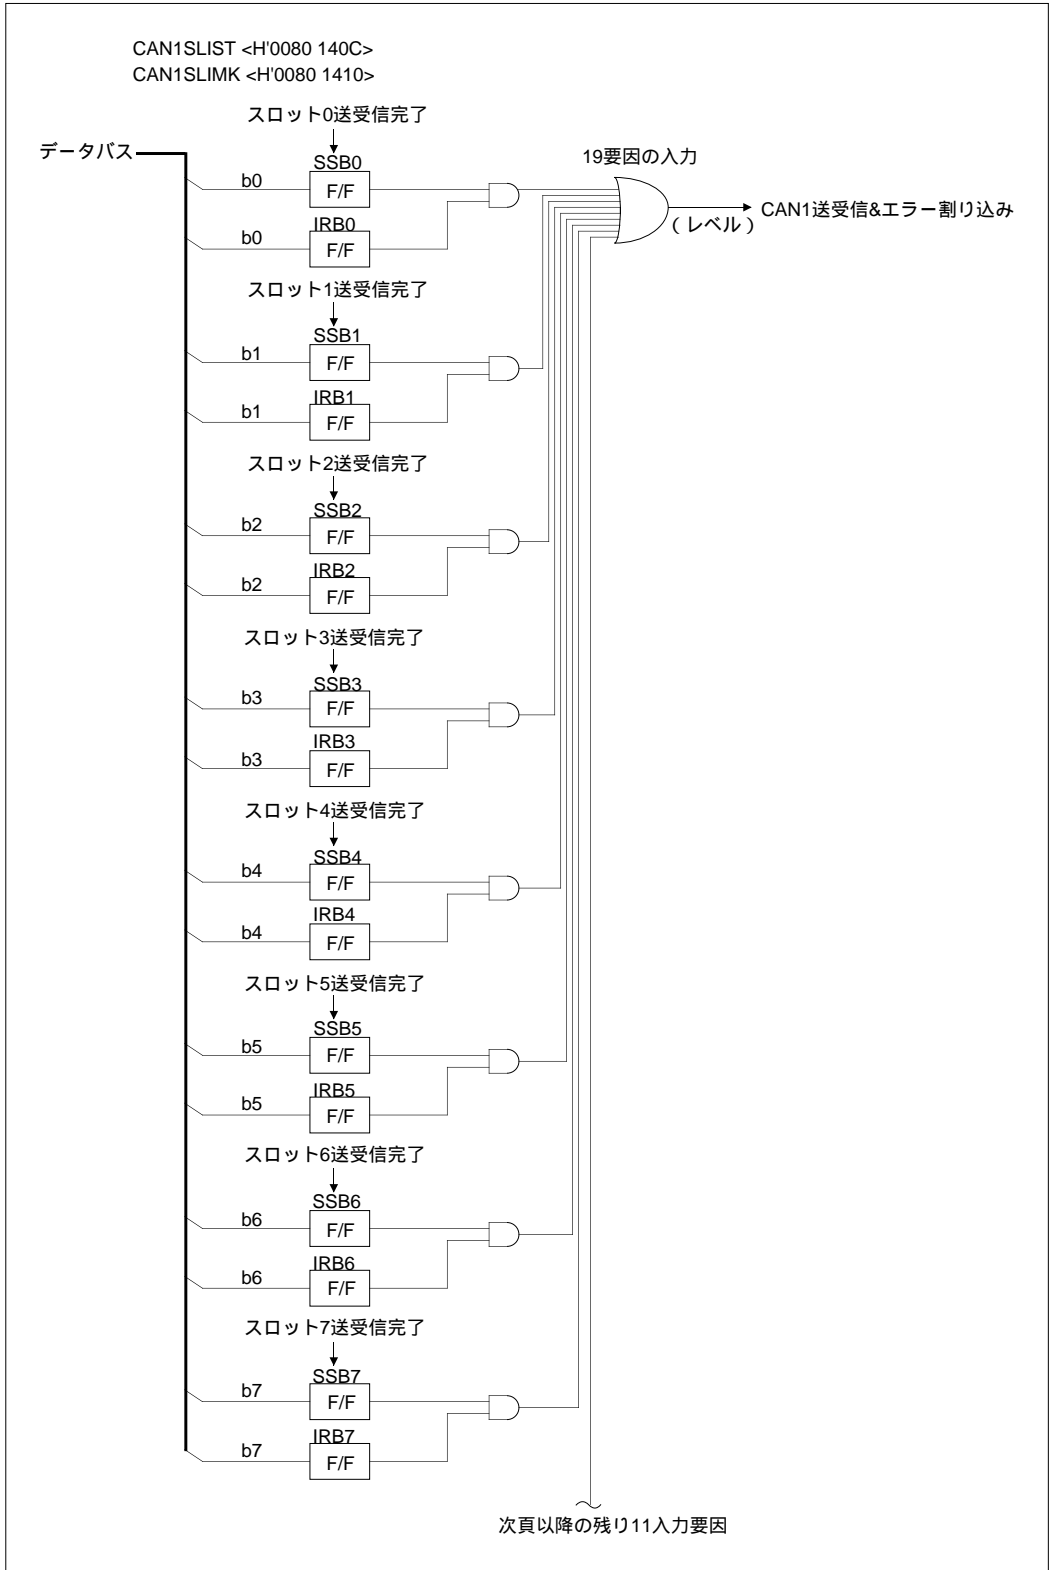 CAN1SLIST <H'0080 140C>
CAN1SLIMK <H'0080 1410>
スロット0送受信完了
データバス
SSB0
19要因の入力
b0
F/F
CAN1送受信&エラー割り込み
(レベル)
IRB0
b0
F/F
スロット1送受信完了
SSB1
b1
F/F
IRB1
b1
F/F
スロット2送受信完了
SSB2
b2
F/F
IRB2
b2
F/F
スロット3送受信完了
SSB3
b3
F/F
IRB3
b3
F/F
スロット4送受信完了
SSB4
b4
F/F
IRB4
b4
F/F
スロット5送受信完了
SSB5
b5
F/F
IRB5
b5
F/F
スロット6送受信完了
SSB6
b6
F/F
IRB6
b6
F/F
スロット7送受信完了
SSB7
b7
F/F
IRB7
b7
F/F
次頁以降の残り11入力要因